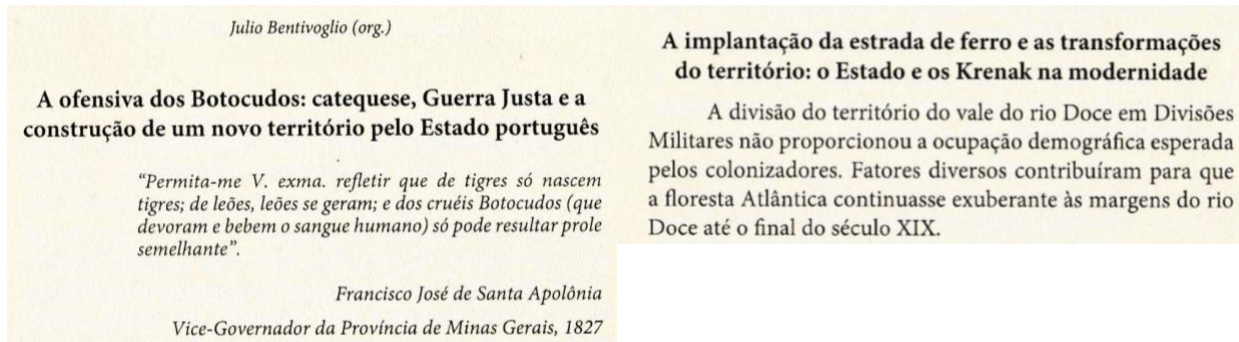 Julio Bentivoglio (org.)
A ofensiva dos Botocudos: catequese, Guerra Justa e a
construção de um novo território pelo Estado português
“Permita-me V. exma. refletir que de tigres só nascem
tigres; de leões, leões se geram; e dos cruéis Botocudos (que
devoram e bebem o sangue humano) só pode resultar prole
semelhante”.
Francisco José de Santa Apolônia
Vice-Governador da Província de Minas Gerais, 1827
A implantação da estrada de ferro e as transformações
do território: o Estado e os Krenak na modernidade
A divisão do território do vale do rio Doce em Divisões
Militares não proporcionou a ocupação demográfica esperada
pelos colonizadores. Fatores diversos contribuíram para que
a floresta Atlântica continuasse exuberante às margens do rio
Doce até o final do século XIX.